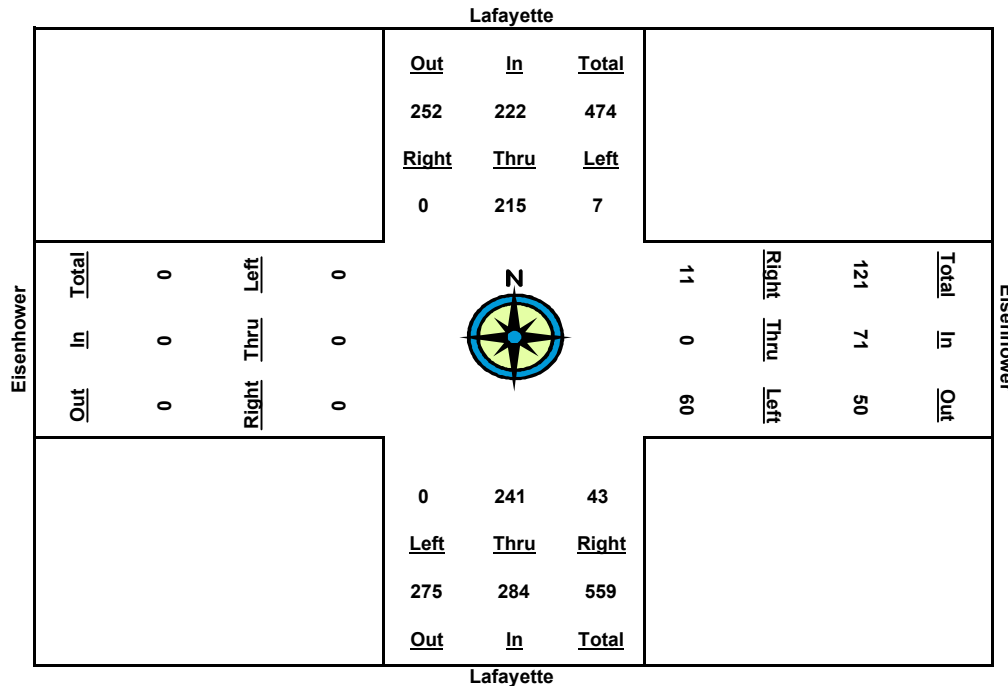 Lafayette
Out In Total
252 222 474
Right Thru Left
0 215 7
Eisenhower
Total 0 Left 0
In 0 Thru 0
Out 0 Right 0
N
11 Right 121 Total
0 Thru 71 In
60 Left 50 Out
Eisenhower
0 241 43
Left Thru Right
275 284 559
Out In Total
Lafayette